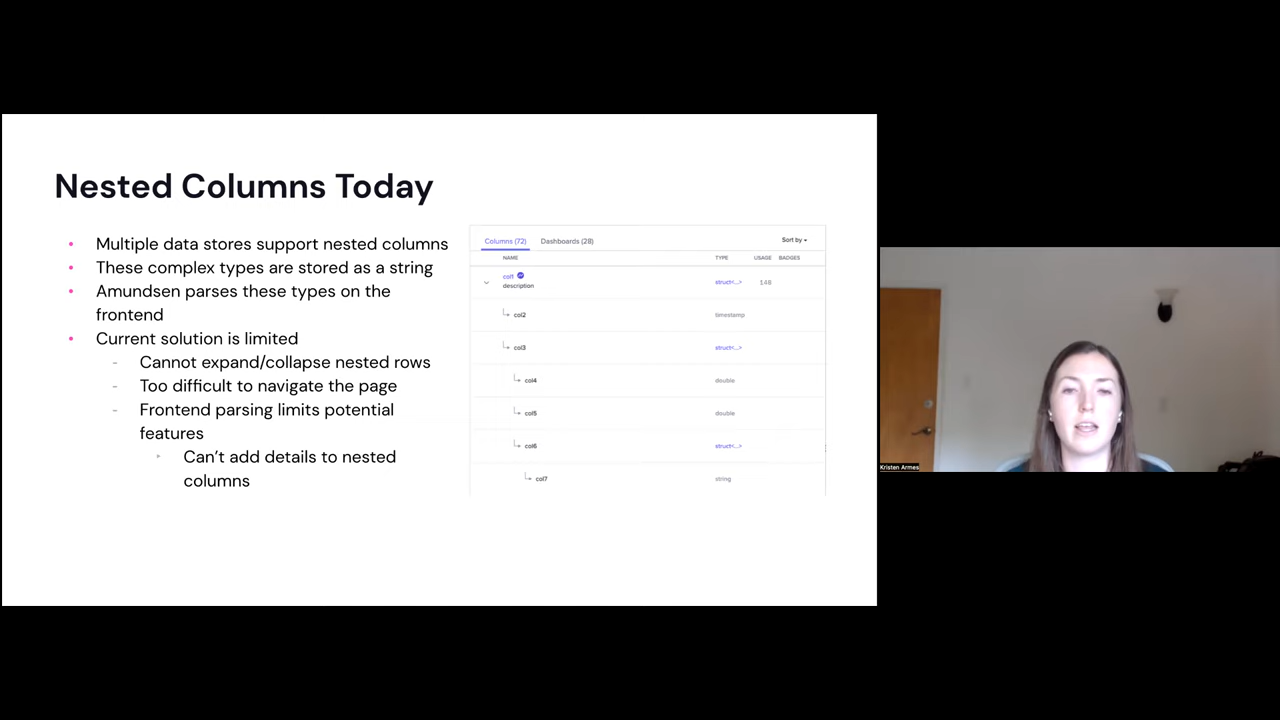 Nested Columns Today
• Multiple data stores support nested columns
• These complex types are stored as a string
• Amundsen parses these types on the
frontend
• Current solution is limited
- Cannot expand/collapse nested rows
- Too difficult to navigate the page
- Frontend parsing limits potential
features
‣ Can’t add details to nested
columns
Columns (72) Dashboards (28) Sort by
NAME TYPE USAGE BADGES
col1 struct<...> 148
description
col2 timestamp
col3 struct<...>
col4 double
col5 double
col6 struct<...>
col7 string
Kristen Armes